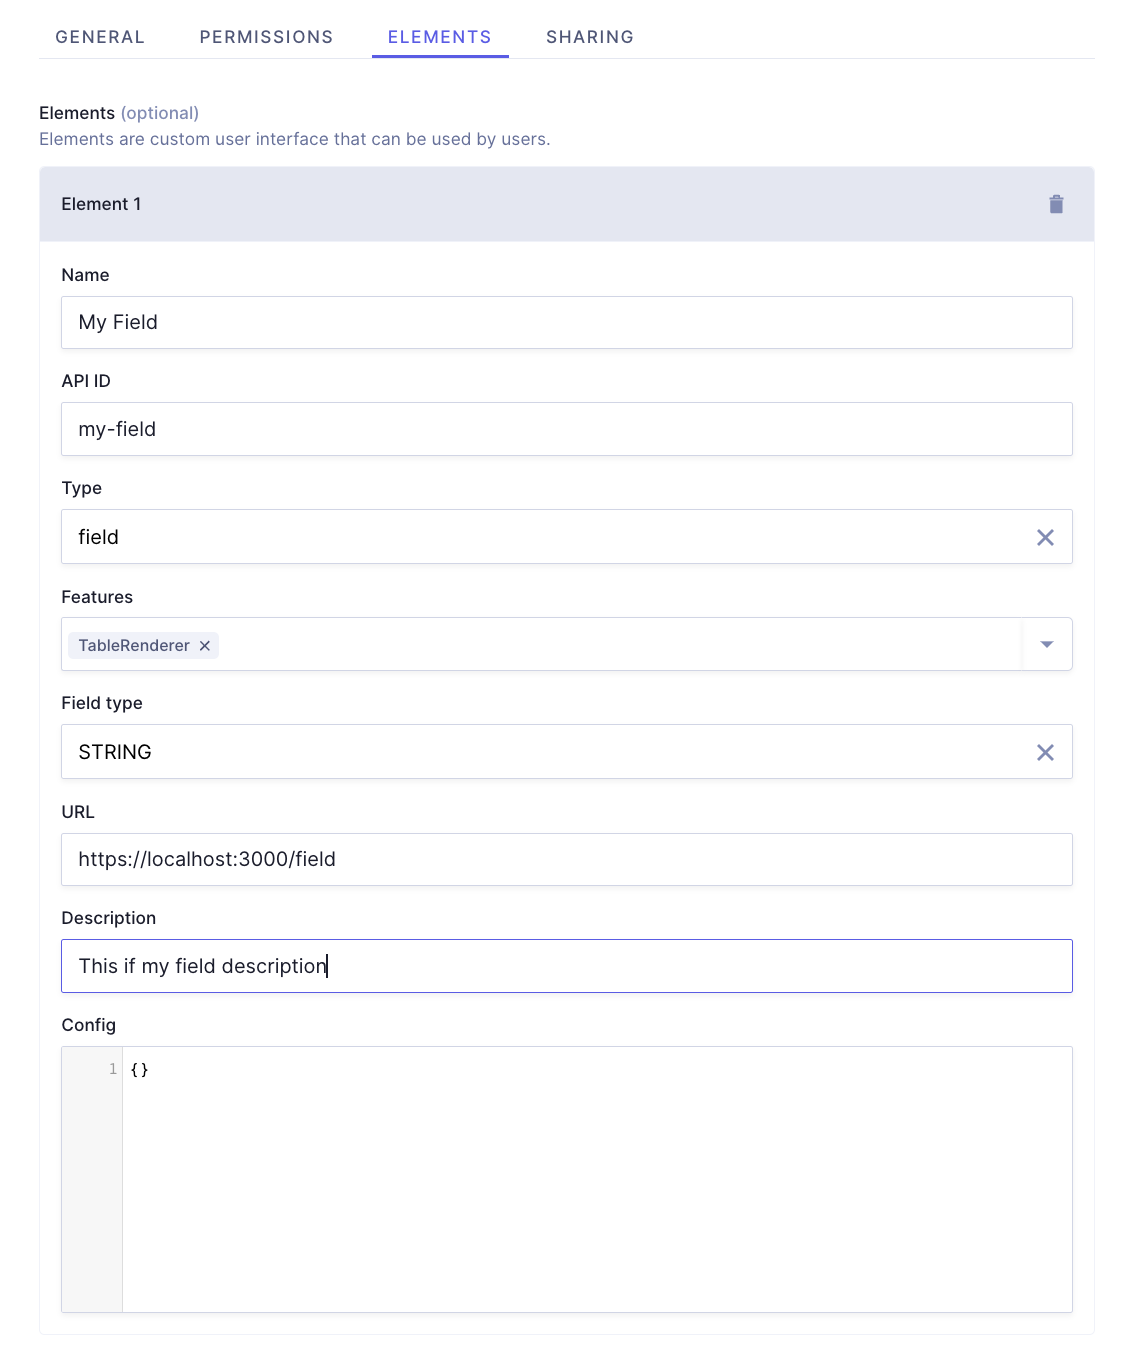 GENERAL PERMISSIONS ELEMENTS SHARING
Elements (optional)
Elements are custom user interface that can be used by users.
Element 1
Name
My Field
API ID
my-field
Type
field
Features
TableRenderer
Field type
STRING
URL
https://localhost:3000/field
Description
This if my field description
Config
1 {}